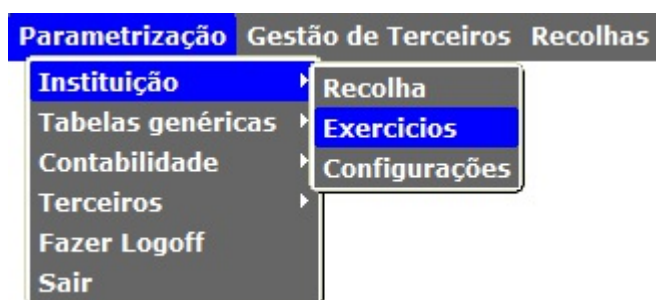 Parametrização Gestão de Terceiros Recolhas
Instituição
Tabelas genéricas
Contabilidade
Terceiros
Fazer Logoff
Sair
Recolha
Exercicios
Configurações